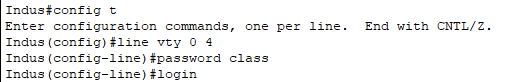 Indus#config t
Enter configuration commands, one per line.  End with CNTL/Z.
Indus(config)#line vty 0 4
Indus(config-line)#password class
Indus(config-line)#login